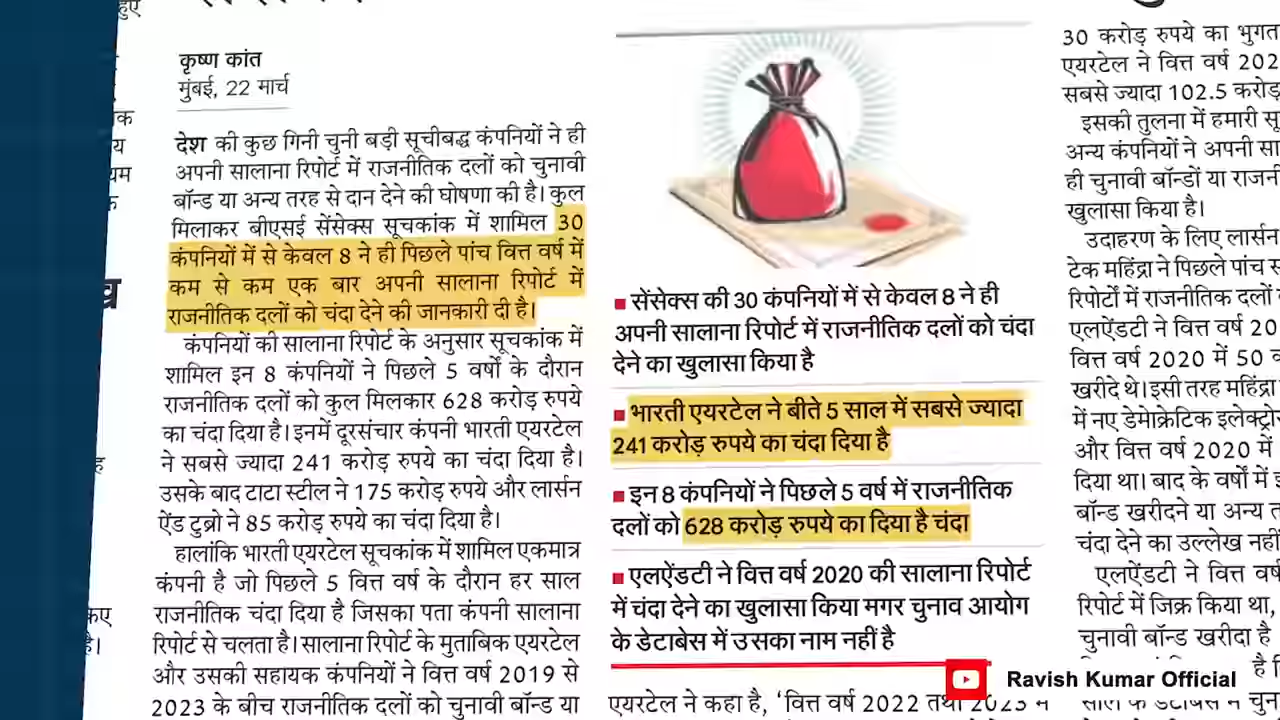 कृष्ण कांत
मुंबई, 22 मार्च
देश की कुछ गिनी चुनी बड़ी सूचीबद्ध कंपनियों ने ही
अपनी सालाना रिपोर्ट में राजनीतिक दलों को चुनावी
बॉन्ड या अन्य तरह से दान देने की घोषणा की है। कुल
मिलाकर बीएसई सेंसेक्स सूचकांक में शामिल 30
कंपनियों में से केवल 8 ने ही पिछले पांच वित्त वर्ष में
कम से कम एक बार अपनी सालाना रिपोर्ट में
राजनीतिक दलों को चंदा देने की जानकारी दी है।
कंपनियों की सालाना रिपोर्ट के अनुसार सूचकांक में
शामिल इन 8 कंपनियों ने पिछले 5 वर्षों के दौरान
राजनीतिक दलों को कुल मिलकार 628 करोड़ रुपये
का चंदा दिया है। इनमें दूरसंचार कंपनी भारती एयरटेल
ने सबसे ज्यादा 241 करोड़ रुपये का चंदा दिया है।
उसके बाद टाटा स्टील ने 175 करोड़ रुपये और लार्सन
ऐंड टुब्रो ने 85 करोड़ रुपये का चंदा दिया है।
हालांकि भारती एयरटेल सूचकांक में शामिल एकमात्र
कंपनी है जो पिछले 5 वित्त वर्ष के दौरान हर साल
राजनीतिक चंदा दिया है जिसका पता कंपनी सालाना
रिपोर्ट से चलता है। सालाना रिपोर्ट के मुताबिक एयरटेल
और उसकी सहायक कंपनियों ने वित्त वर्ष 2019 से
2023 के बीच राजनीतिक दलों को चुनावी बॉन्ड या
■ सेंसेक्स की 30 कंपनियों में से केवल 8 ने ही
अपनी सालाना रिपोर्ट में राजनीतिक दलों को चंदा
देने का खुलासा किया है
■ भारती एयरटेल ने बीते 5 साल में सबसे ज्यादा
241 करोड़ रुपये का चंदा दिया है
■ इन 8 कंपनियों ने पिछले 5 वर्ष में राजनीतिक
दलों को 628 करोड़ रुपये का दिया है चंदा
■ एलऐंडटी ने वित्त वर्ष 2020 की सालाना रिपोर्ट
में चंदा देने का खुलासा किया मगर चुनाव आयोग
के डेटाबेस में उसका नाम नहीं है
एयरटेल ने कहा है, ‘वित्त वर्ष 2022 तथा 2023 में
30 करोड़ रुपये का
एयरटेल ने वित्त वर्ष
सबसे ज्यादा 102.5 करोड़
इसकी तुलना में हमारी
अन्य कंपनियों ने अपनी
ही चुनावी बॉन्डों या
खुलासा किया है।
उदाहरण के लिए लार्सन
टेक महिंद्रा ने पिछले पांच
रिपोर्टों में राजनीतिक दलों
एलऐंडटी ने वित्त वर्ष
वित्त वर्ष 2020 में 50
खरीदे थे। इसी तरह महिंद्रा
में नए डेमोक्रेटिक
और वित्त वर्ष 2020 में
दिया था। बाद के वर्षों में
बॉन्ड खरीदने या अन्य
चंदा देने का उल्लेख नहीं
एलऐंडटी ने वित्त वर्ष
रिपोर्ट में जिक्र किया था,
चुनावी बॉन्ड खरीदा है
Ravish Kumar Official